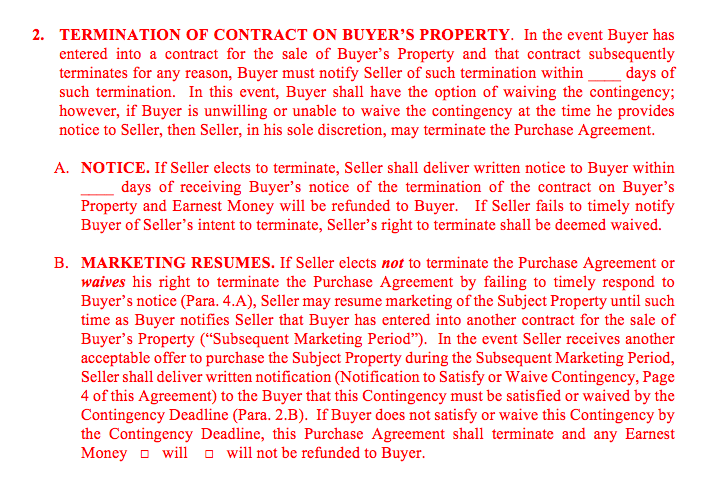 2. TERMINATION OF CONTRACT ON BUYER’S PROPERTY. In the event Buyer has
entered into a contract for the sale of Buyer’s Property and that contract subsequently
terminates for any reason, Buyer must notify Seller of such termination within ____ days of
such termination. In this event, Buyer shall have the option of waiving the contingency;
however, if Buyer is unwilling or unable to waive the contingency at the time he provides
notice to Seller, then Seller, in his sole discretion, may terminate the Purchase Agreement.
A. NOTICE. If Seller elects to terminate, Seller shall deliver written notice to Buyer within
____ days of receiving Buyer’s notice of the termination of the contract on Buyer’s
Property and Earnest Money will be refunded to Buyer. If Seller fails to timely notify
Buyer of Seller’s intent to terminate, Seller’s right to terminate shall be deemed waived.
B. MARKETING RESUMES. If Seller elects not to terminate the Purchase Agreement or
waives his right to terminate the Purchase Agreement by failing to timely respond to
Buyer’s notice (Para. 4.A), Seller may resume marketing of the Subject Property until such
time as Buyer notifies Seller that Buyer has entered into another contract for the sale of
Buyer’s Property (“Subsequent Marketing Period”). In the event Seller receives another
acceptable offer to purchase the Subject Property during the Subsequent Marketing Period,
Seller shall deliver written notification (Notification to Satisfy or Waive Contingency, Page
4 of this Agreement) to the Buyer that this Contingency must be satisfied or waived by the
Contingency Deadline (Para. 2.B). If Buyer does not satisfy or waive this Contingency by
the Contingency Deadline, this Purchase Agreement shall terminate and any Earnest
Money □ will □ will not be refunded to Buyer.